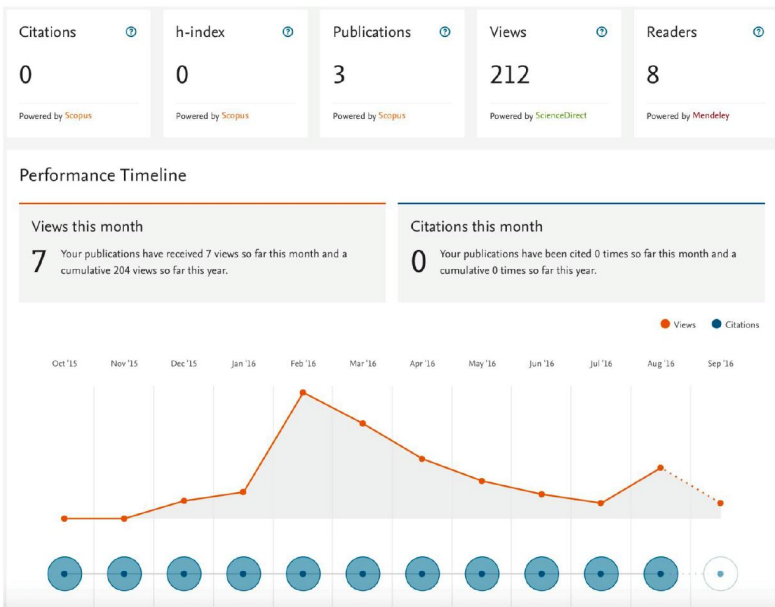 Citations
h-index
Publications
Views
Readers
0
0
3
212
8
Powered by Scopus
Powered by Scopus
Powered by Scopus
Powered by ScienceDirect
Powered by Mendeley
Performance Timeline
Views this month
7
Your publications have received 7 views so far this month and a
cumulative 204 views so far this year.
Citations this month
0
Your publications have been cited 0 times so far this month and a
cumulative 0 times so far this year.
Views
Citations
Oct '15 Nov '15 Dec '15 Jan '16 Feb '16 Mar '16 Apr '16 May '16 Jun '16 Jul '16 Aug '16 Sep '16